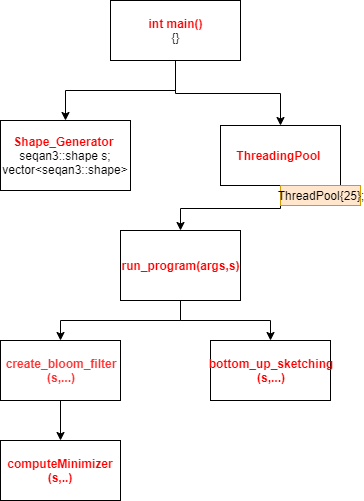 int main()
{}
Shape_Generator
seqan3::shape s;
vector<seqan3::shape>
ThreadingPool
ThreadPool{25};
run_program(args,s)
create_bloom_filter
(s,...)
bottom_up_sketching
(s,...)
computeMinimizer
(s,..)